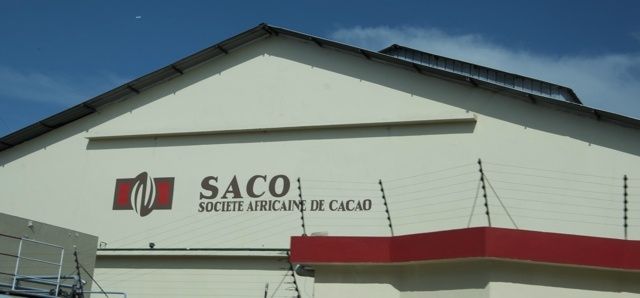 SACO
SOCIETE AFRICAINE DE CACAO